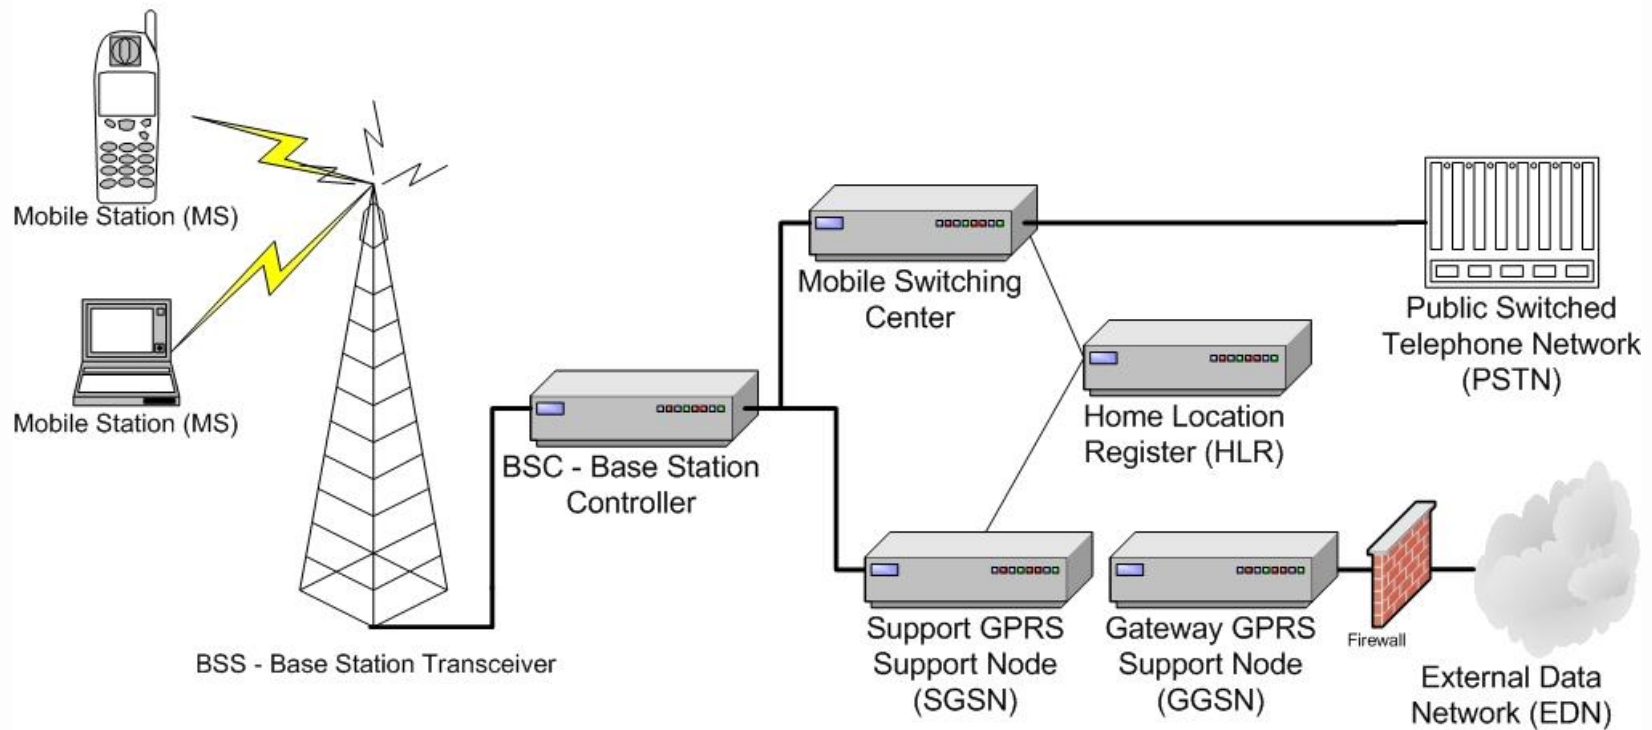 Mobile Station (MS)
Mobile Station (MS)
BSS - Base Station Transceiver
BSC - Base Station
Controller
Mobile Switching
Center
Public Switched
Telephone Network
(PSTN)
Home Location
Register (HLR)
Support GPRS
Support Node
(SGSN)
Gateway GPRS
Support Node
(GGSN)
Firewall
External Data
Network (EDN)